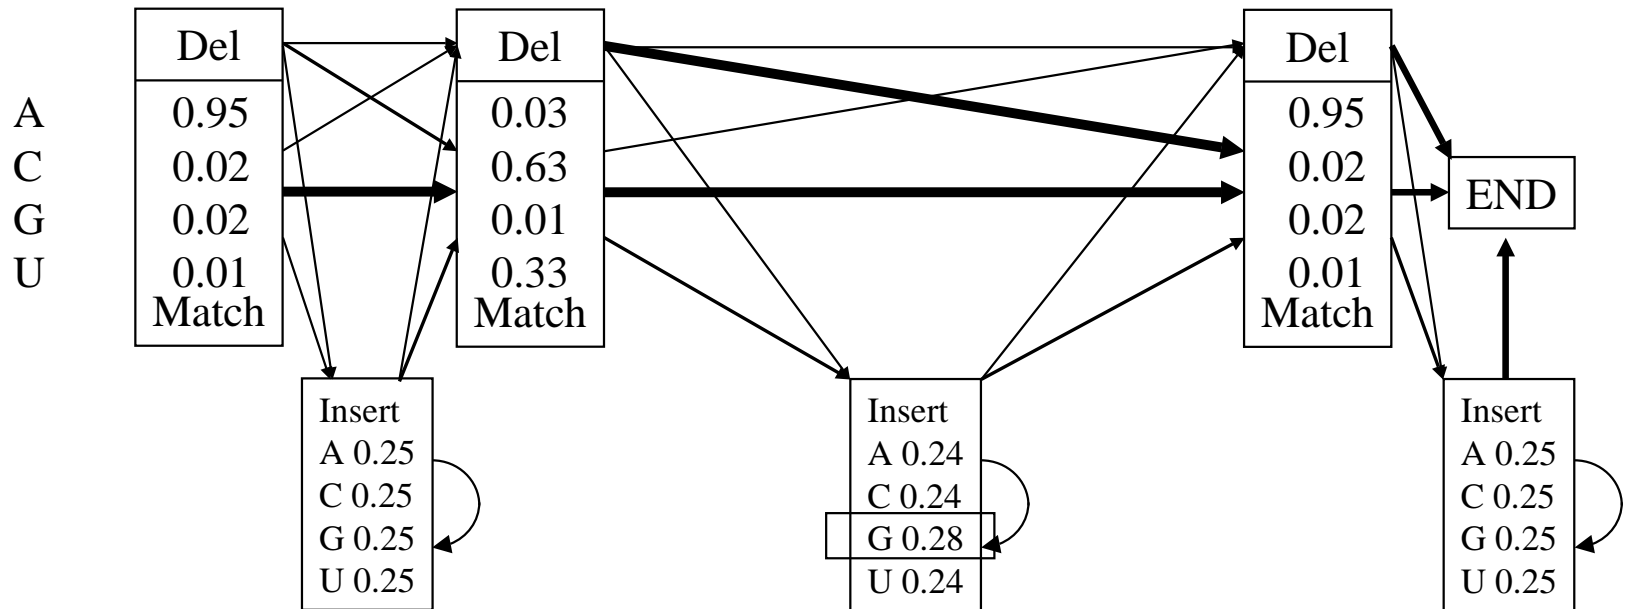 Del Del Del
A 0.95 0.03 0.95
C 0.02 0.63 0.02
END
G 0.02 0.01 0.02
U 0.01 0.33 0.01
Match Match Match
Insert Insert Insert
A 0.25 A 0.24 A 0.25
C 0.25 C 0.24 C 0.25
G 0.25 G 0.28 G 0.25
U 0.25 U 0.24 U 0.25